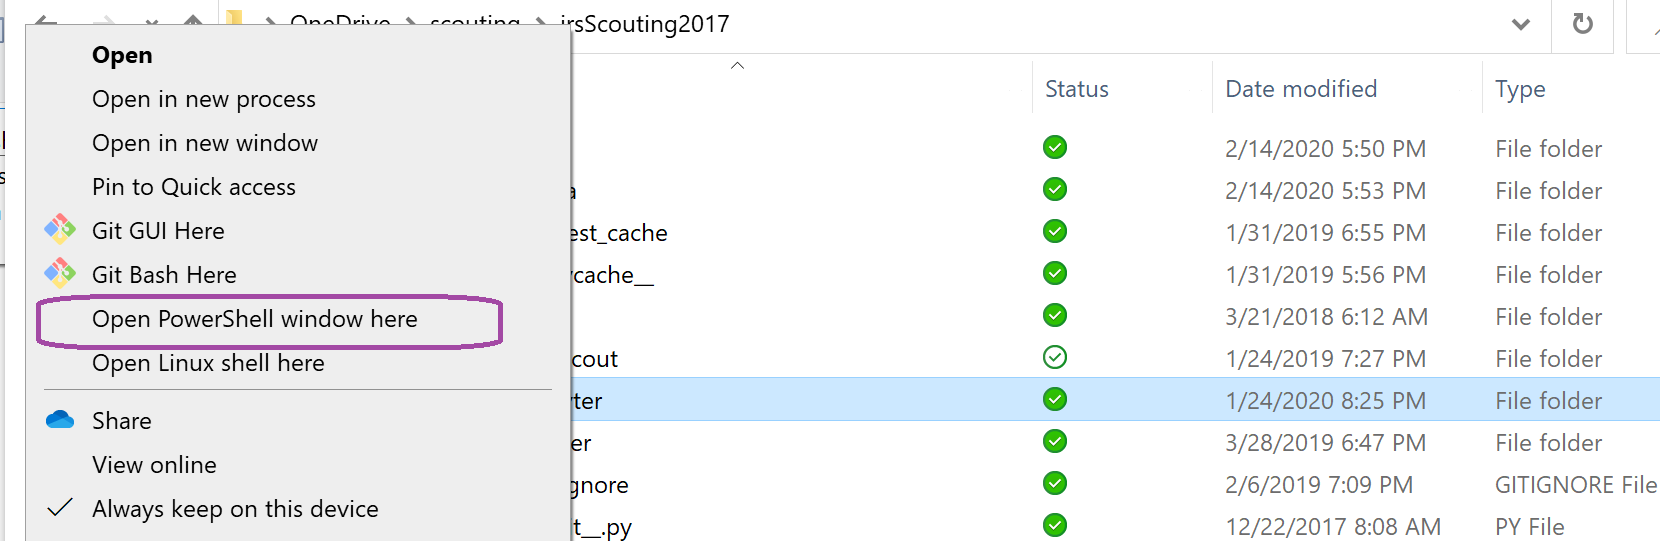 OneDrive > scouting > irsScouting2017
Open
Open in new process
Open in new window
Pin to Quick access
Git GUI Here
Git Bash Here
Open PowerShell window here
Open Linux shell here
Share
View online
Always keep on this device
Status Date modified Type
2/14/2020 5:50 PM File folder
a 2/14/2020 5:53 PM File folder
est_cache 1/31/2019 6:55 PM File folder
cache__ 1/31/2019 5:56 PM File folder
3/21/2018 6:12 AM File folder
cout 1/24/2019 7:27 PM File folder
ter 1/24/2020 8:25 PM File folder
er 3/28/2019 6:47 PM File folder
gnore 2/6/2019 7:09 PM GITIGNORE File
t__.py 12/22/2017 8:08 AM PY File